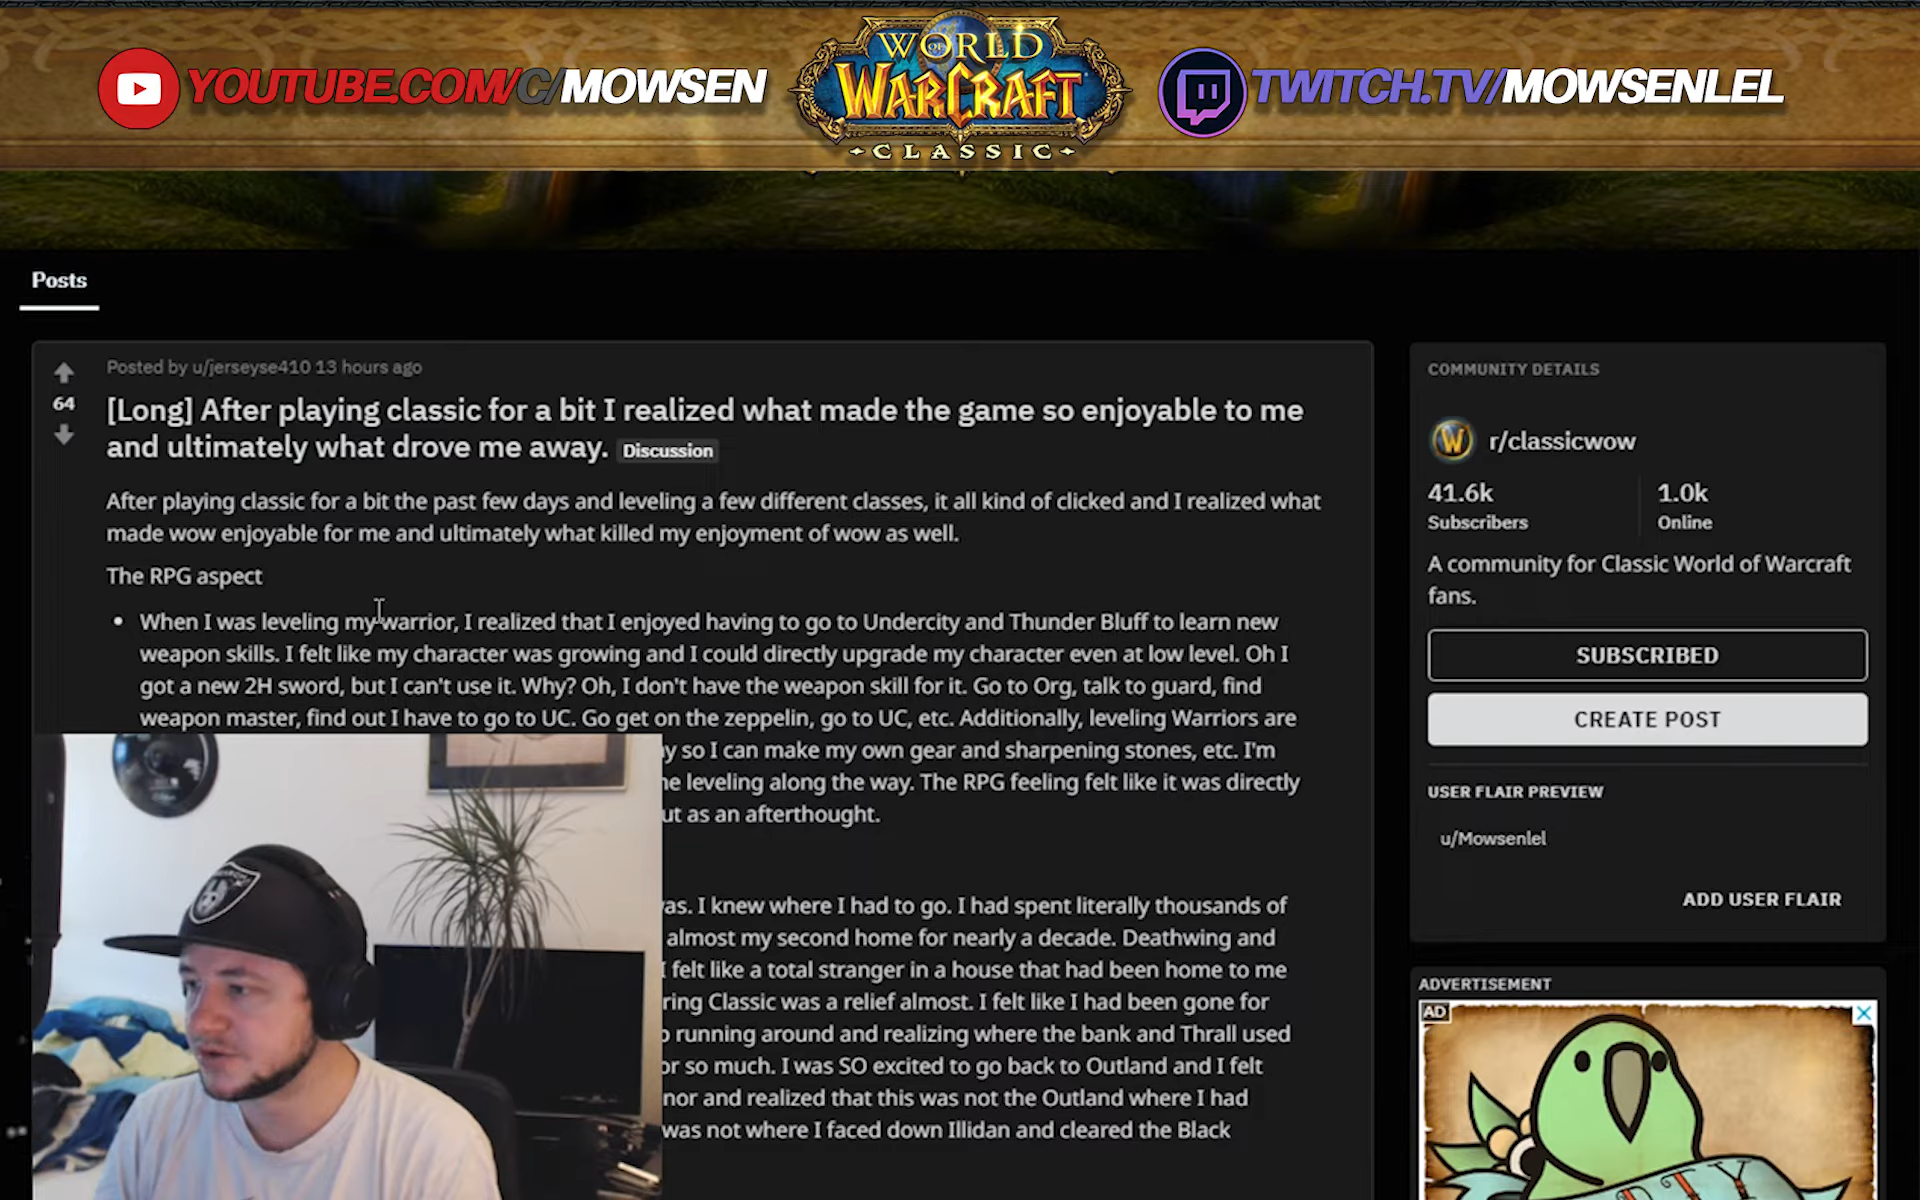 YOUTUBE.COM/C/MOWSEN
WORLD OF WARCRAFT
CLASSIC
TWITCH.TV/MOWSENLEL
Posts
Posted by u/jerseyse410 13 hours ago
64
[Long] After playing classic for a bit I realized what made the game so enjoyable to me
and ultimately what drove me away. Discussion
After playing classic for a bit the past few days and leveling a few different classes, it all kind of clicked and I realized what
made wow enjoyable for me and ultimately what killed my enjoyment of wow as well.
The RPG aspect
• When I was leveling my warrior, I realized that I enjoyed having to go to Undercity and Thunder Bluff to learn new
weapon skills. I felt like my character was growing and I could directly upgrade my character even at low level. Oh I
got a new 2H sword, but I can't use it. Why? Oh, I don't have the weapon skill for it. Go to Org, talk to guard, find
weapon master, find out I have to go to UC. Go get on the zeppelin, go to UC, etc. Additionally, leveling Warriors are
y so I can make my own gear and sharpening stones, etc. I'm
leveling along the way. The RPG feeling felt like it was directly
ut as an afterthought.
as. I knew where I had to go. I had spent literally thousands of
almost my second home for nearly a decade. Deathwing and
I felt like a total stranger in a house that had been home to me
ring Classic was a relief almost. I felt like I had been gone for
running around and realizing where the bank and Thrall used
or so much. I was SO excited to go back to Outland and I felt
nor and realized that this was not the Outland where I had
was not where I faced down Illidan and cleared the Black
COMMUNITY DETAILS
r/classicwow
41.6k 1.0k
Subscribers Online
A community for Classic World of Warcraft
fans.
SUBSCRIBED
CREATE POST
USER FLAIR PREVIEW
u/Mowsenlel
ADD USER FLAIR
ADVERTISEMENT
AD